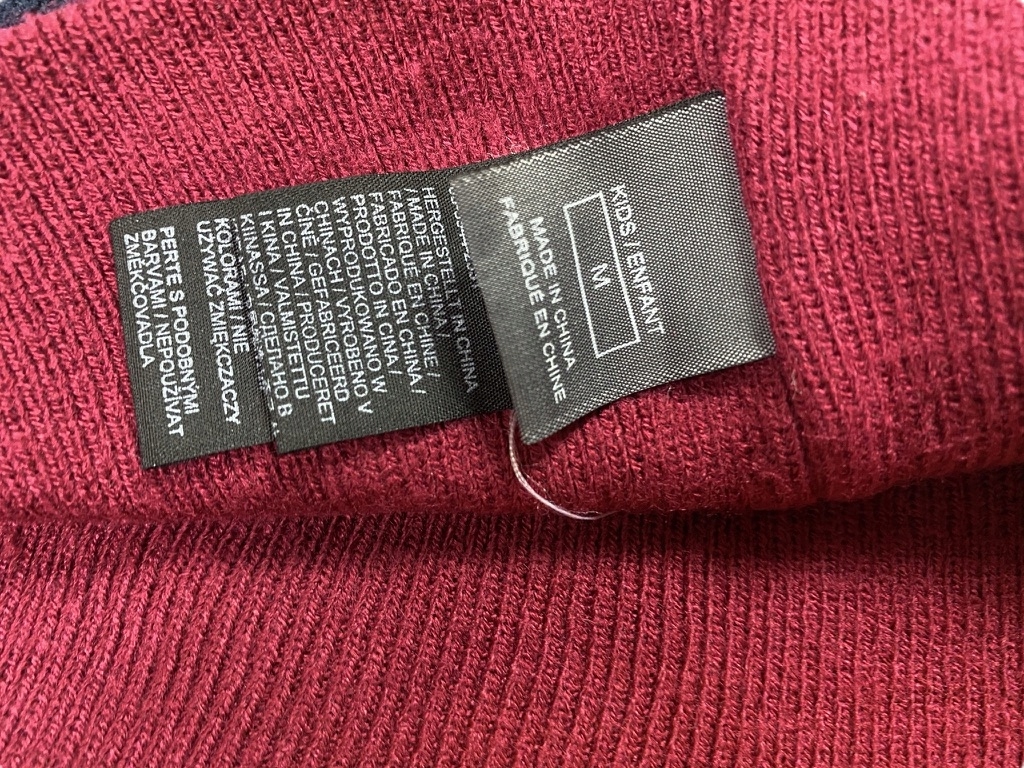 KIDS / ENFANT
M
MADE IN CHINA
FABRIQUÉ EN CHINE
HERGESTELLT IN CHINA
/ MADE IN CHINA /
FABRIQUÉ EN CHINE /
FABRICADO EN CHINA /
PRODOTTO IN CHINA /
WYPRODUKOWANO W
CHINACH / VYROBENO V
ČÍNĚ / GEFABRICEERD
IN CHINA / PRODUCERET
I KINA / VALMISTETTU
KIINASSA / СДЕЛАНО В
KOLORAMI / NIE
UŻYWAĆ ZMIĘKCZACZY
PERTE S PODOBNÝMI
BARVAMI / NEPOUŽÍVAT
ZMĚKČOVADLA